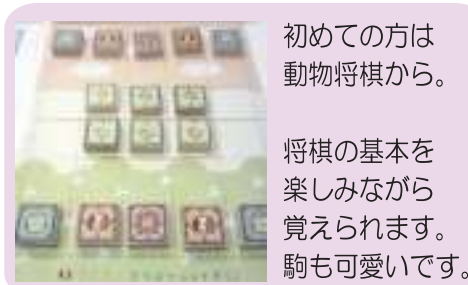 初めての方は
動物将棋から。
将棋の基本を
楽しみながら
覚えられます。
駒も可愛いです。